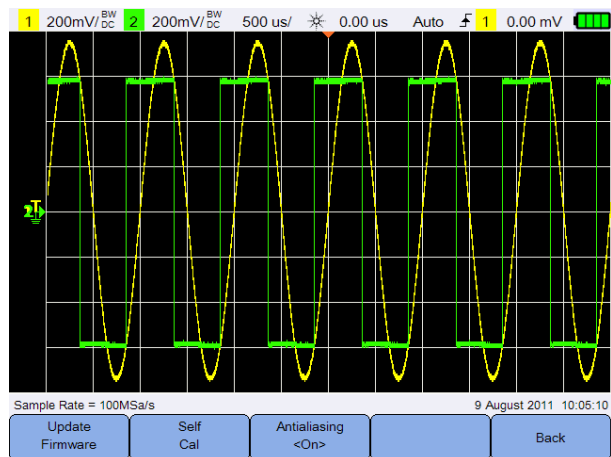 1 200mV/ BW DC 2 200mV/ BW DC 500 us/ 0.00 us Auto 1 0.00 mV
2 T
Sample Rate = 100MSa/s 9 August 2011 10:05:10
Update Firmware
Self Cal
Antialiasing <On>
Back